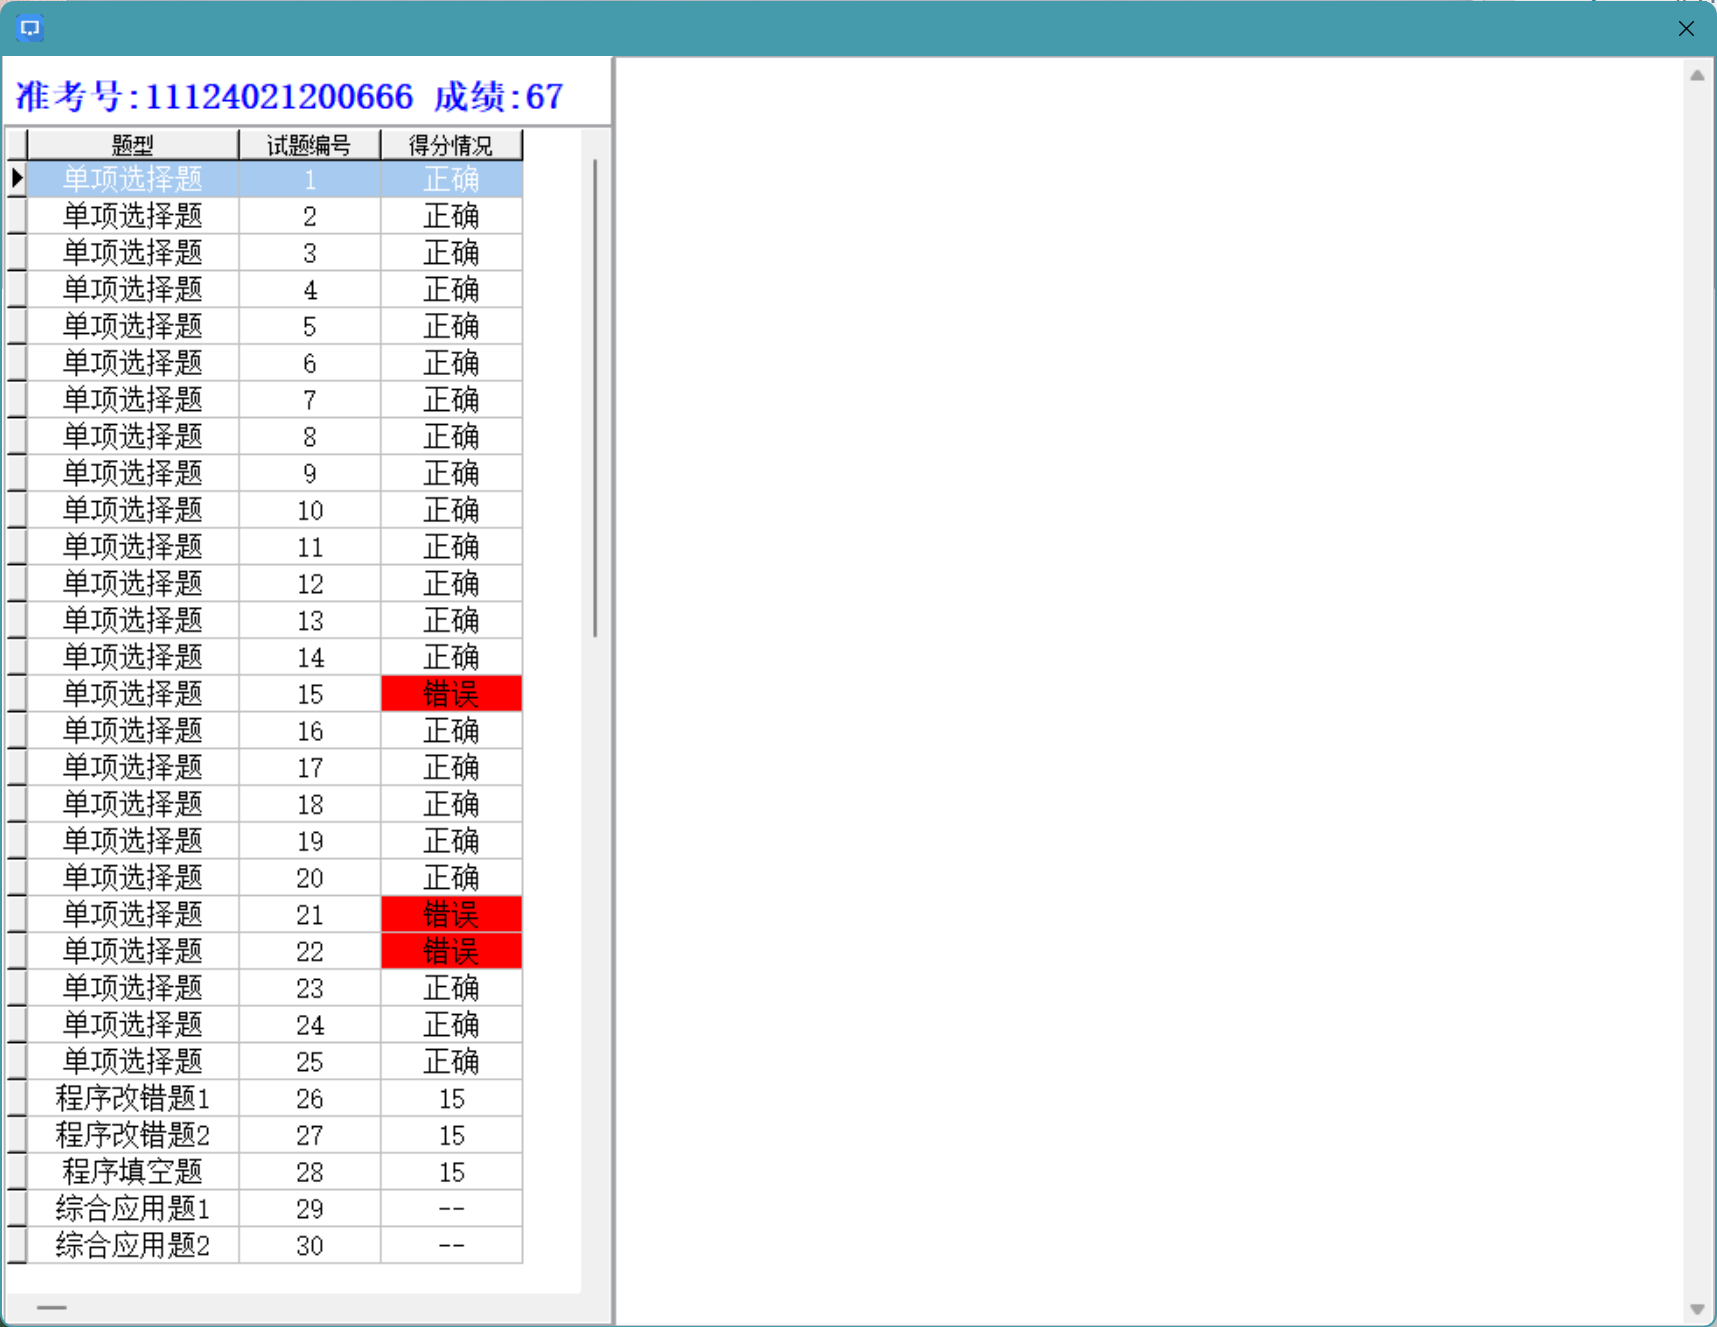 准考号:11124021200666 成绩:67
题型 试题编号 得分情况
单项选择题 1 正确
单项选择题 2 正确
单项选择题 3 正确
单项选择题 4 正确
单项选择题 5 正确
单项选择题 6 正确
单项选择题 7 正确
单项选择题 8 正确
单项选择题 9 正确
单项选择题 10 正确
单项选择题 11 正确
单项选择题 12 正确
单项选择题 13 正确
单项选择题 14 正确
单项选择题 15 错误
单项选择题 16 正确
单项选择题 17 正确
单项选择题 18 正确
单项选择题 19 正确
单项选择题 20 正确
单项选择题 21 错误
单项选择题 22 错误
单项选择题 23 正确
单项选择题 24 正确
单项选择题 25 正确
程序改错题1 26 15
程序改错题2 27 15
程序填空题 28 15
综合应用题1 29 --
综合应用题2 30 --